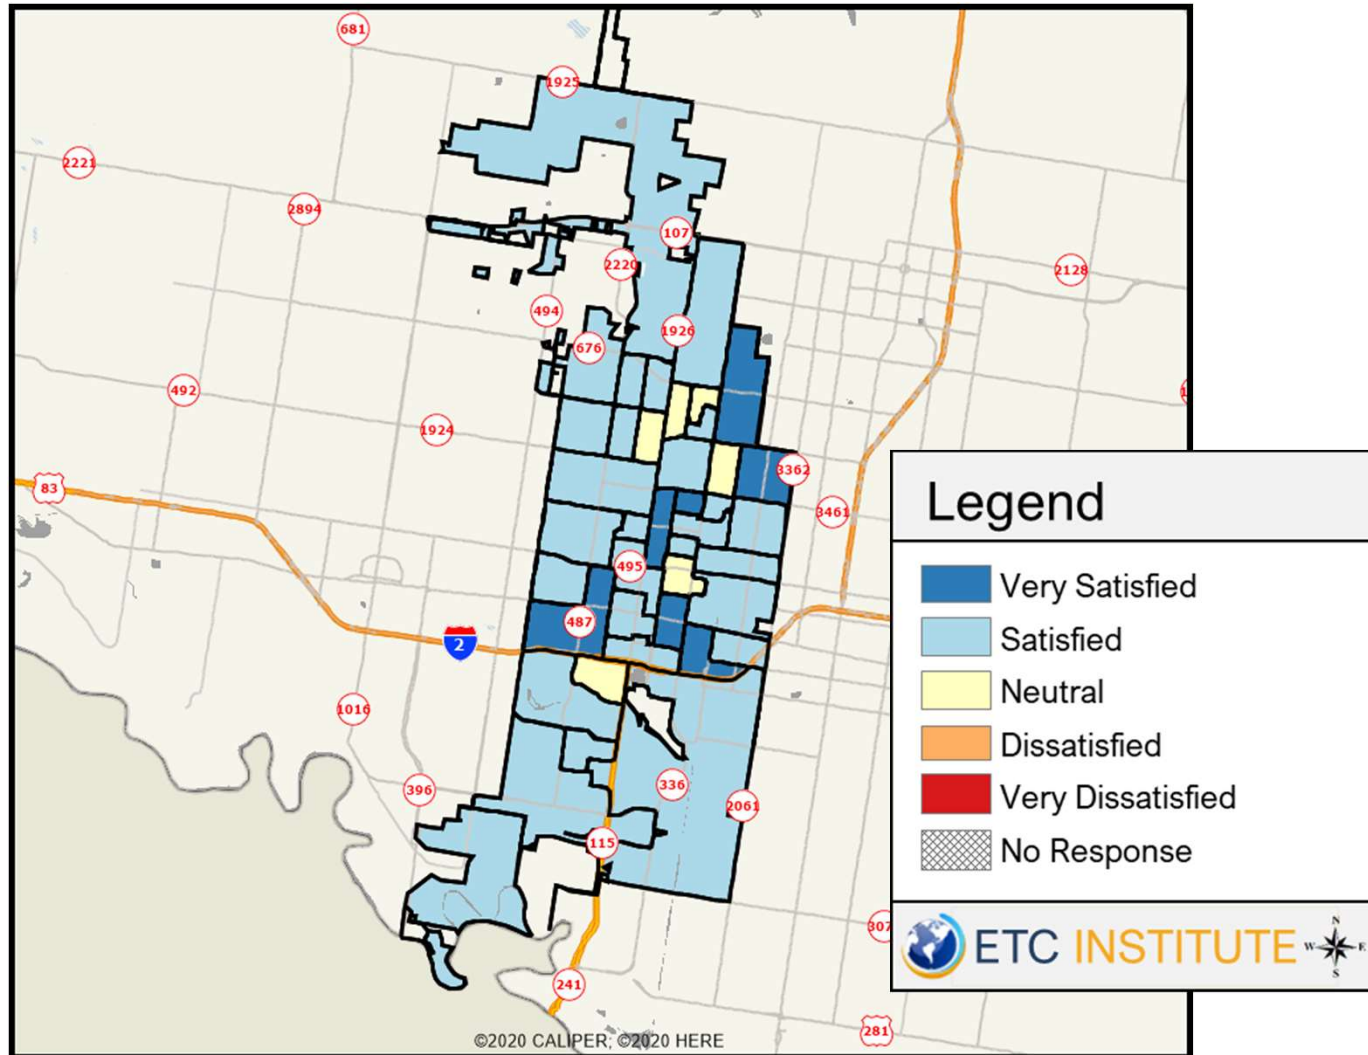 681
1925
2221
2894
107
2220
2128
494
1926
676
492
1924
83
3362
3461
495
487
2
1016
396
336
2061
115
307
241
281
Legend
Very Satisfied
Satisfied
Neutral
Dissatisfied
Very Dissatisfied
No Response
ETC INSTITUTE
N
W E
S
©2020 CALIPER; ©2020 HERE